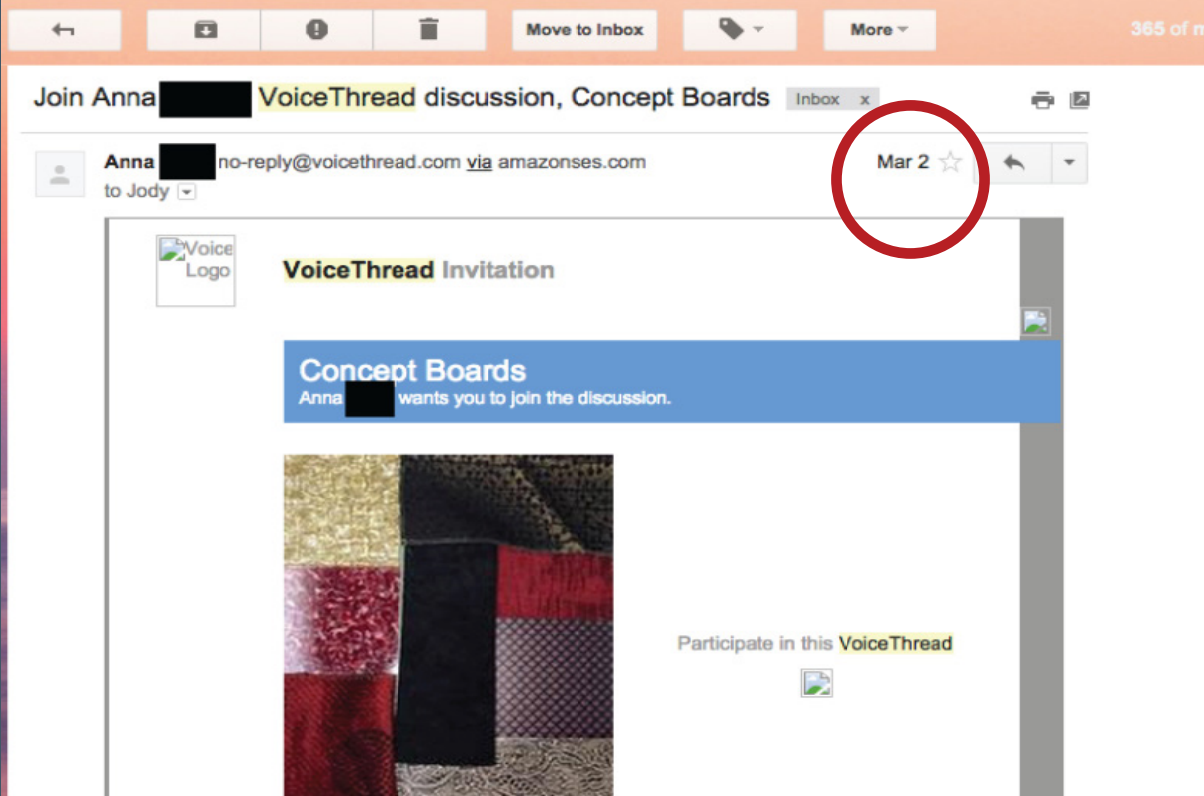 Move to Inbox
More
365 of
Join Anna VoiceThread discussion, Concept Boards Inbox x
Anna no-reply@voicethread.com via amazonses.com Mar 2
to Jody
Voice
Logo
VoiceThread Invitation
Concept Boards
Anna wants you to join the discussion.
Participate in this VoiceThread